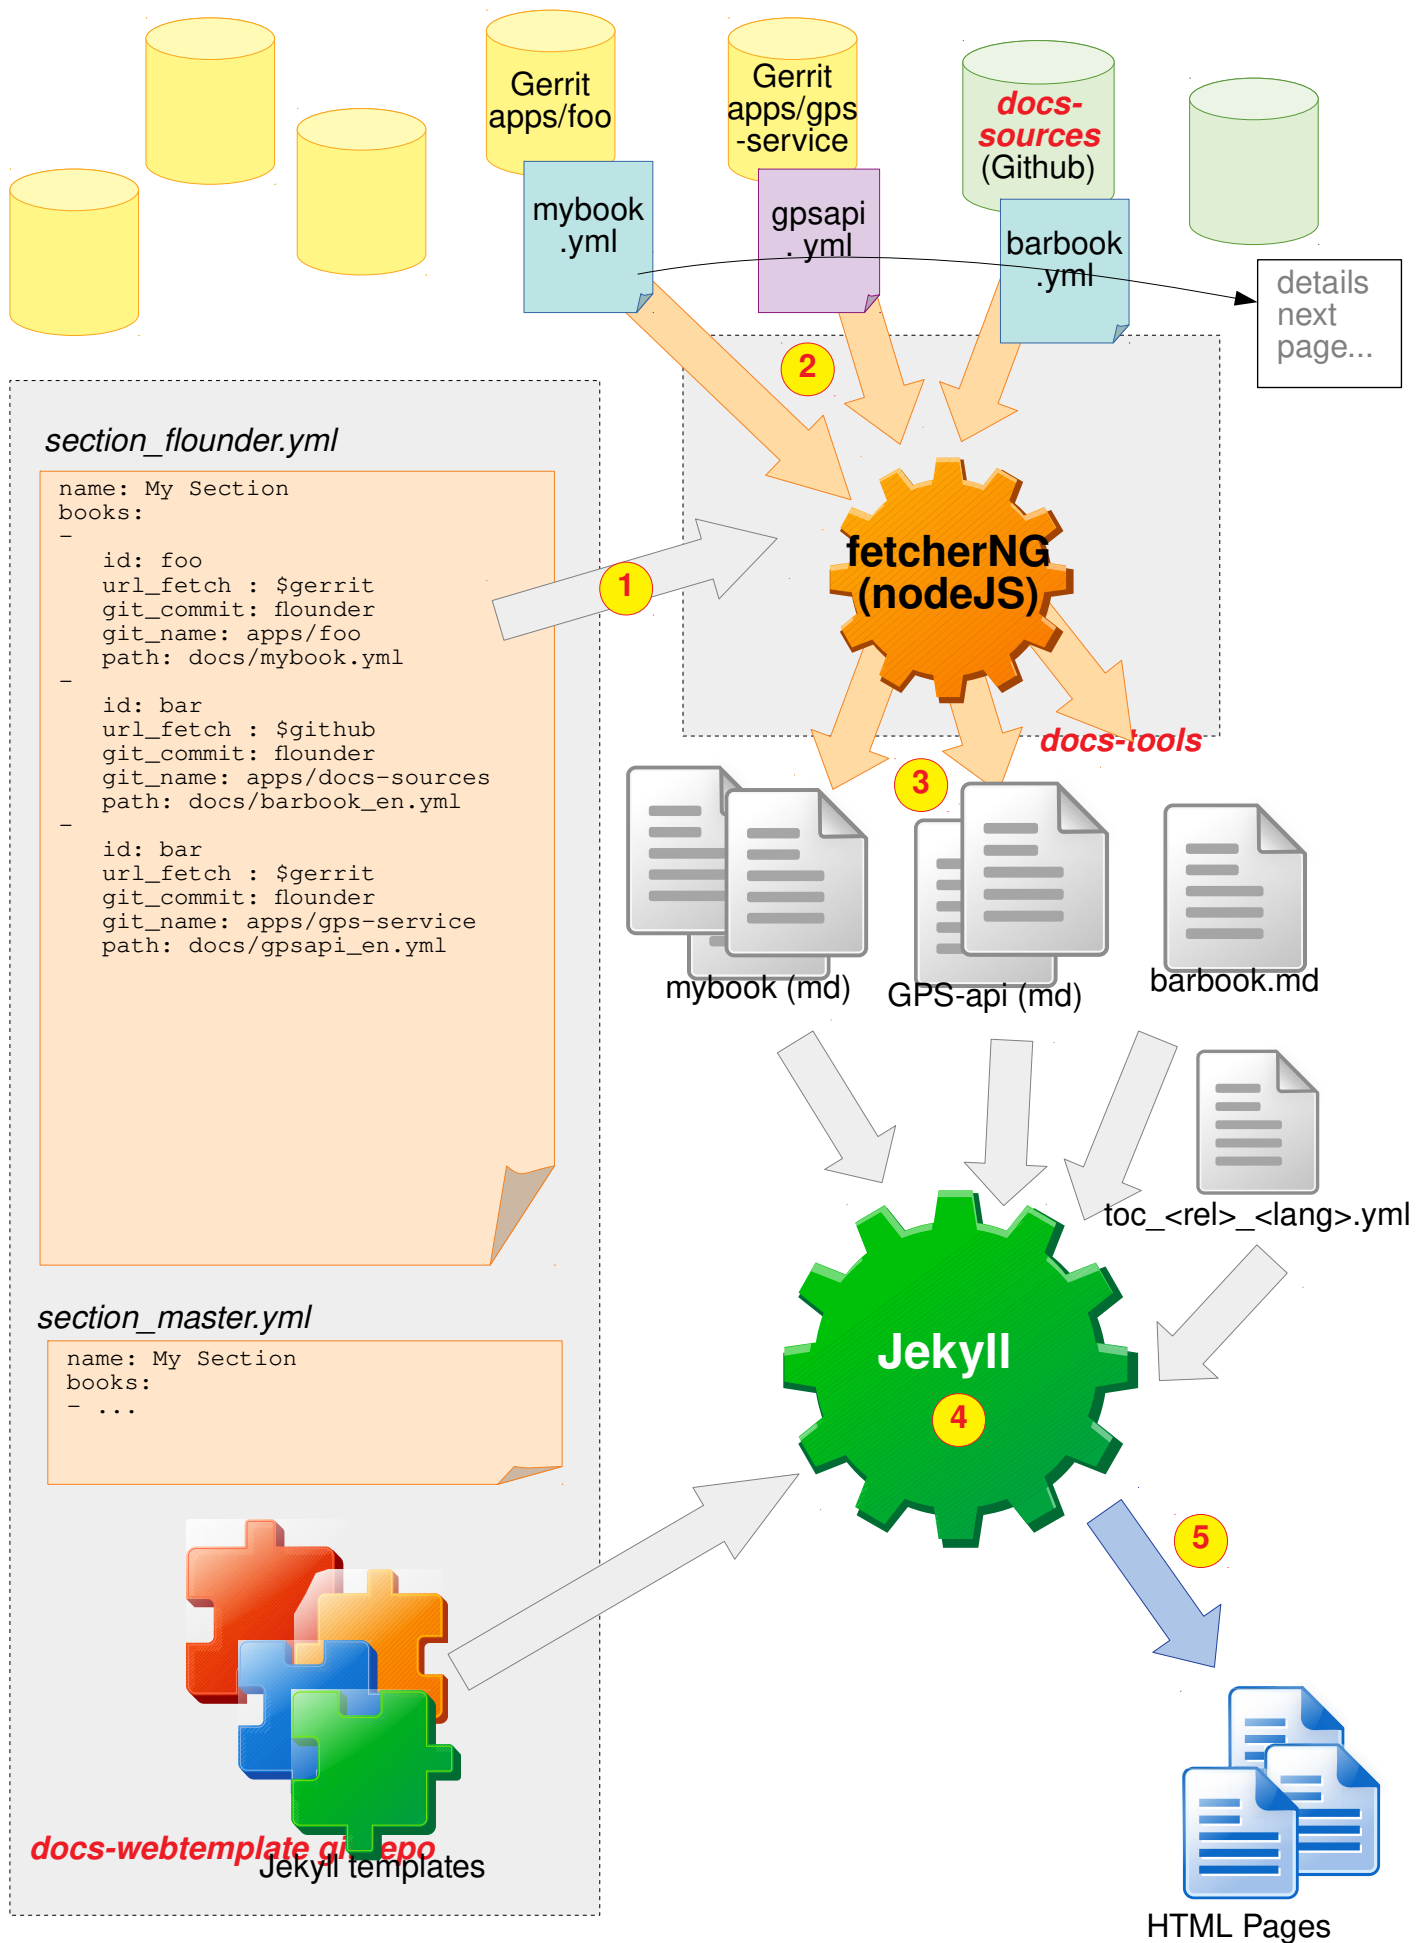 Gerrit
apps/foo
Gerrit
apps/gps
-service
docs-
sources
(Github)
mybook
.yml
gpsapi
. yml
barbook
.yml
details
next
page...
2
section_flounder.yml
name: My Section
books:
-
id: foo
url_fetch : $gerrit
git_commit: flounder
git_name: apps/foo
path: docs/mybook.yml
-
id: bar
url_fetch : $github
git_commit: flounder
git_name: apps/docs-sources
path: docs/barbook_en.yml
-
id: bar
url_fetch : $gerrit
git_commit: flounder
git_name: apps/gps-service
path: docs/gpsapi_en.yml
1
fetcherNG
(nodeJS)
docs-tools
3
mybook (md)
GPS-api (md)
barbook.md
toc_<rel>_<lang>.yml
section_master.yml
name: My Section
books:
- ...
Jekyll
4
5
docs-webtemplate
Jekyll templates
HTML Pages